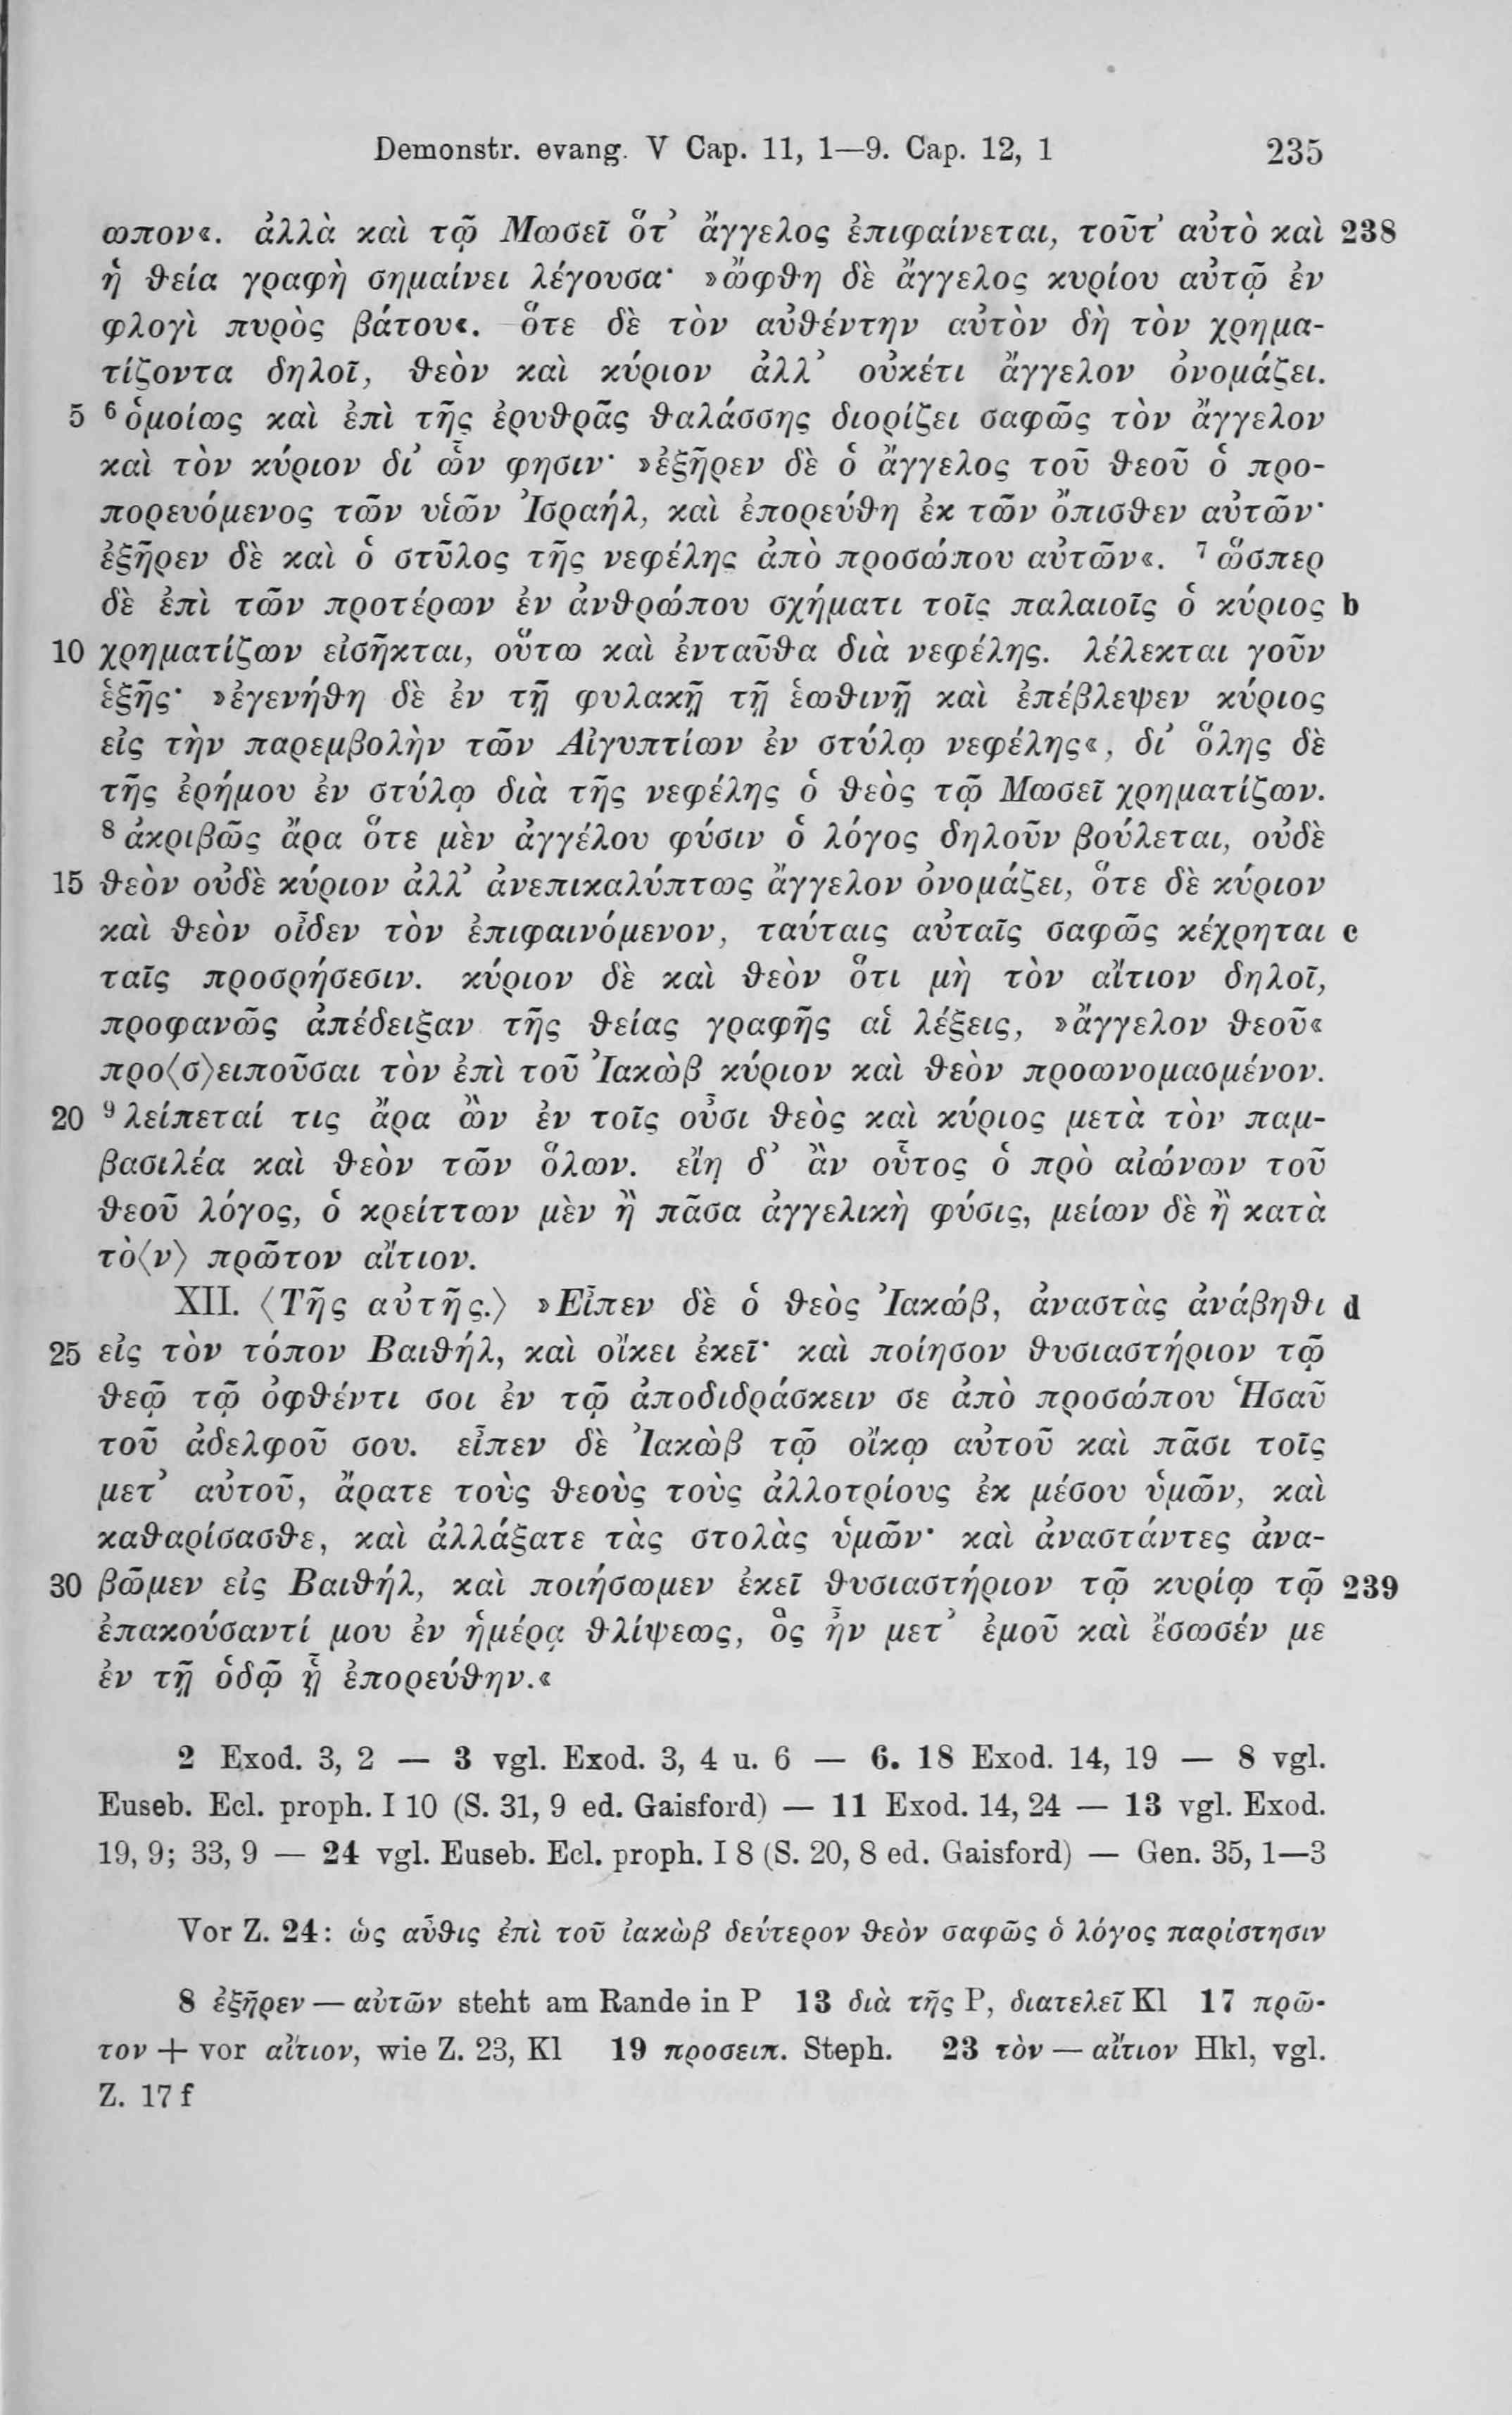 Demonstr. evang. V Cap. 11, 1—9. Cap. 12, 1 235
ωπον«. ἀλλὰ καὶ τῷ Μωσεῖ ὅτ᾽ ἄγγελος ἐπιφαίνεται, τοῦτ᾽ αὐτὸ καὶ 238
ἡ θεία γραφὴ σημαίνει λέγουσα· »ὤφθη δὲ ἄγγελος κυρίου αὐτῷ ἐν
φλογὶ πυρὸς βάτου«. ὅτε δὲ τὸν αὐθέντην αὐτὸν δὴ τὸν χρημα-
τίζοντα δηλοῖ, θεὸν καὶ κύριον ἀλλ᾽ οὐκέτι ἄγγελον ὀνομάζει.
5 ⁶ ὁμοίως καὶ ἐπὶ τῆς ἐρυθρᾶς θαλάσσης διορίζει σαφῶς τὸν ἄγγελον
καὶ τὸν κύριον δι᾽ ὧν φησιν· »ἐξῆρεν δὲ ὁ ἄγγελος τοῦ θεοῦ ὁ προ-
πορευόμενος τῶν υἱῶν Ἰσραήλ, καὶ ἐπορεύθη ἐκ τῶν ὄπισθεν αὐτῶν·
ἐξῆρεν δὲ καὶ ὁ στῦλος τῆς νεφέλης ἀπὸ προσώπου αὐτῶν«. ⁷ ὥσπερ
δὲ ἐπὶ τῶν προτέρων ἐν ἀνθρώπου σχήματι τοῖς παλαιοῖς ὁ κύριος b
10 χρηματίζων εἰσῆκται, οὕτω καὶ ἐνταῦθα διὰ νεφέλης. λέλεκται γοῦν
ἑξῆς· »ἐγενήθη δὲ ἐν τῇ φυλακῇ τῇ ἑωθινῇ καὶ ἐπέβλεψεν κύριος
εἰς τὴν παρεμβολὴν τῶν Αἰγυπτίων ἐν στύλῳ νεφέλης«, δι᾽ ὅλης δὲ
τῆς ἐρήμου ἐν στύλῳ διὰ τῆς νεφέλης ὁ θεὸς τῷ Μωσεῖ χρηματίζων.
⁸ ἀκριβῶς ἄρα ὅτε μὲν ἀγγέλου φύσιν ὁ λόγος δηλοῦν βούλεται, οὐδὲ
15 θεὸν οὐδὲ κύριον ἀλλ᾽ ἀνεπικαλύπτως ἄγγελον ὀνομάζει, ὅτε δὲ κύριον
καὶ θεὸν οἶδεν τὸν ἐπιφαινόμενον, ταύταις αὐταῖς σαφῶς κέχρηται c
ταῖς προσρήσεσιν. κύριον δὲ καὶ θεὸν ὅτι μὴ τὸν αἴτιον δηλοῖ,
προφανῶς ἀπέδειξαν τῆς θείας γραφῆς αἱ λέξεις, »ἄγγελον θεοῦ«
προ⟨σ⟩ειποῦσαι τὸν ἐπὶ τοῦ Ἰακὼβ κύριον καὶ θεὸν προωνομασμένον.
20 ⁹ λείπεταί τις ἄρα ὢν ἐν τοῖς οὖσι θεὸς καὶ κύριος μετὰ τὸν παμ-
βασιλέα καὶ θεὸν τῶν ὅλων. εἴη δ᾽ ἂν οὗτος ὁ πρὸ αἰώνων τοῦ
θεοῦ λόγος, ὁ κρείττων μὲν ἢ πᾶσα ἀγγελικὴ φύσις, μείων δὲ ἢ κατὰ
τὸ⟨ν⟩ πρῶτον αἴτιον.
XII. ⟨Τῆς αὐτῆς.⟩ »Εἶπεν δὲ ὁ θεὸς Ἰακώβ, ἀναστὰς ἀνάβηθι d
25 εἰς τὸν τόπον Βαιθήλ, καὶ οἴκει ἐκεῖ· καὶ ποίησον θυσιαστήριον τῷ
θεῷ τῷ ὀφθέντι σοι ἐν τῷ ἀποδιδράσκειν σε ἀπὸ προσώπου Ἡσαῦ
τοῦ ἀδελφοῦ σου. εἶπεν δὲ Ἰακὼβ τῷ οἴκῳ αὐτοῦ καὶ πᾶσι τοῖς
μετ᾽ αὐτοῦ, ἄρατε τοὺς θεοὺς τοὺς ἀλλοτρίους ἐκ μέσου ὑμῶν, καὶ
καθαρίσασθε, καὶ ἀλλάξατε τὰς στολὰς ὑμῶν· καὶ ἀναστάντες ἀνα-
30 βῶμεν εἰς Βαιθήλ, καὶ ποιήσωμεν ἐκεῖ θυσιαστήριον τῷ κυρίῳ τῷ 239
ἐπακούσαντί μου ἐν ἡμέρᾳ θλίψεως, ὃς ἦν μετ᾽ ἐμοῦ καὶ ἔσωσέν με
ἐν τῇ ὁδῷ ᾗ ἐπορεύθην.«
2 Exod. 3, 2 — 3 vgl. Exod. 3, 4 u. 6 — 6. 18 Exod. 14, 19 — 8 vgl.
Euseb. Ecl. proph. I 10 (S. 31, 9 ed. Gaisford) — 11 Exod. 14, 24 — 13 vgl. Exod.
19, 9; 33, 9 — 24 vgl. Euseb. Ecl. proph. I 8 (S. 20, 8 ed. Gaisford) — Gen. 35, 1—3
Vor Z. 24: ὡς αὖθις ἐπὶ τοῦ ἰακὼβ δεύτερον θεὸν σαφῶς ὁ λόγος παρίστησιν
8 ἐξῆρεν — αὐτῶν steht am Rande in P 13 διὰ τῆς P, διατελεῖ Kl 17 πρῶ-
τον + vor αἴτιον, wie Z. 23, Kl 19 προσειπ. Steph. 23 τὸν — αἴτιον Hkl, vgl.
Z. 17 f